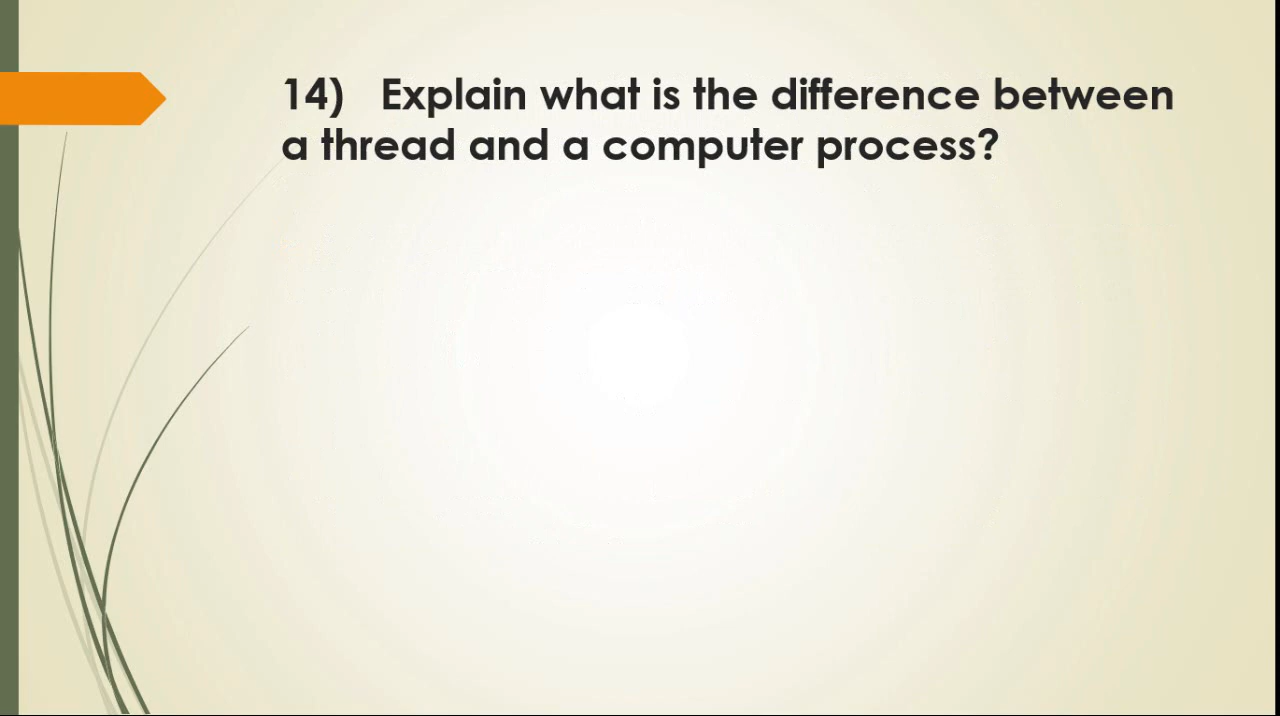 14) Explain what is the difference between
a thread and a computer process?